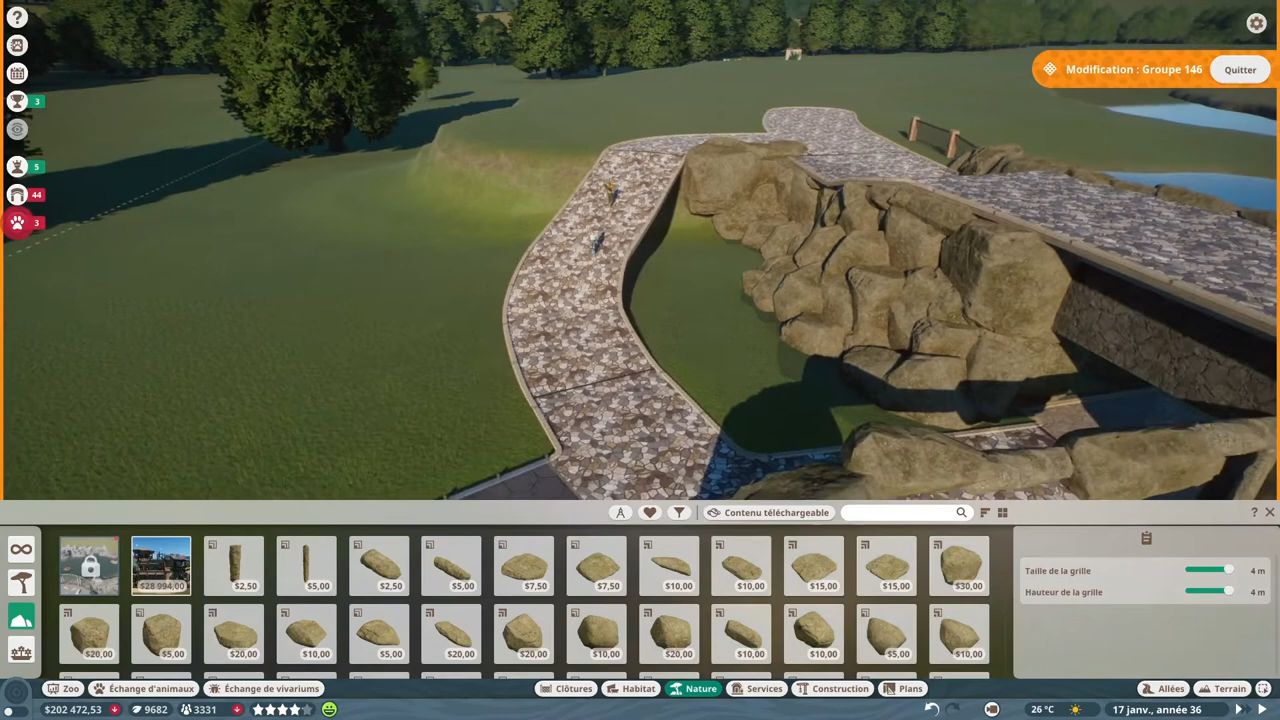 ?
Modification : Groupe 146 Quitter
3
5
44
3
Contenu téléchargeable
? ×
$28 994,00 $2,50 $5,00 $2,50 $5,00 $7,50 $7,50 $10,00 $10,00 $15,00 $15,00 $30,00
Taille de la grille 4 m
Hauteur de la grille 4 m
$20,00 $5,00 $20,00 $10,00 $5,00 $20,00 $20,00 $10,00 $20,00 $10,00 $10,00 $5,00 $10,00
Zoo Échange d'animaux Échange de vivariums Clôtures Habitat Nature Services Construction Plans Allées Terrain
$202 472,53 9682 3331 26 °C 17 janv., année 36